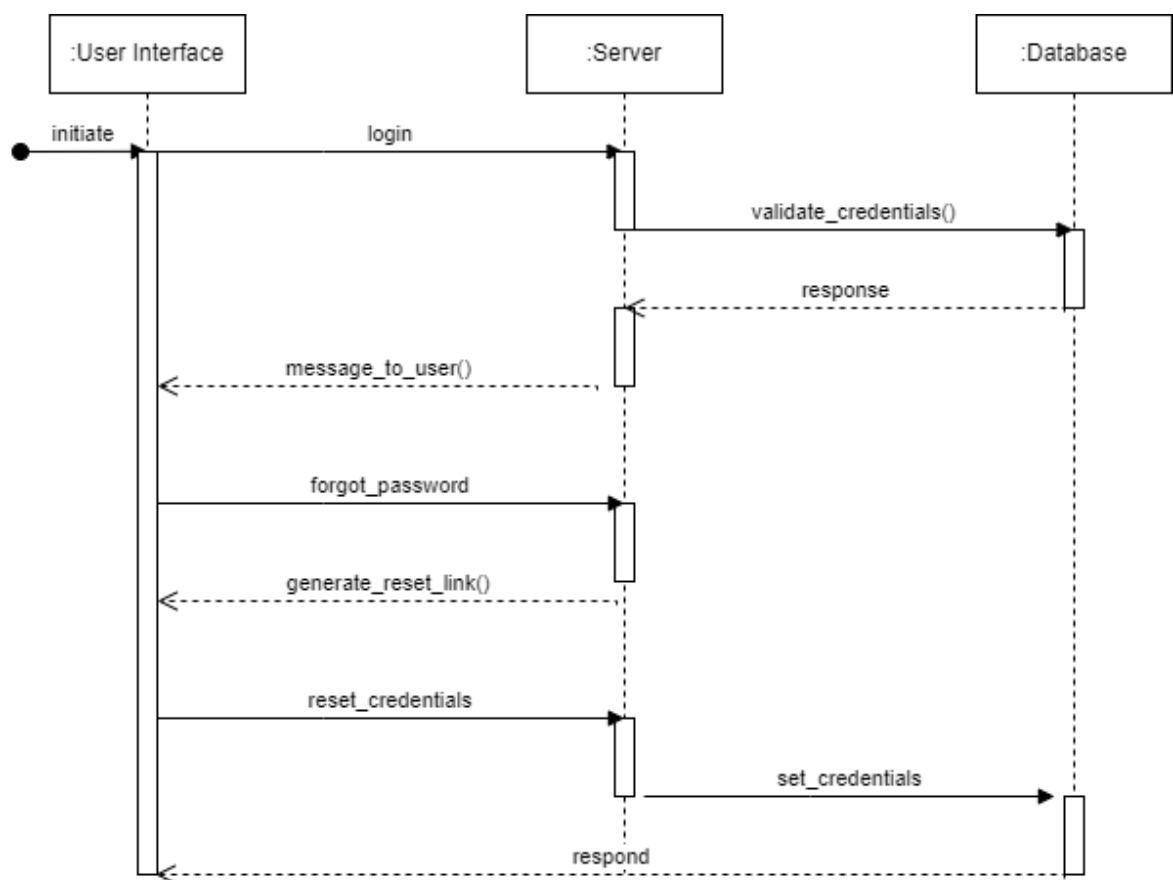 :User Interface
:Server
:Database
initiate
login
validate_credentials()
response
message_to_user()
forgot_password
generate_reset_link()
reset_credentials
set_credentials
respond